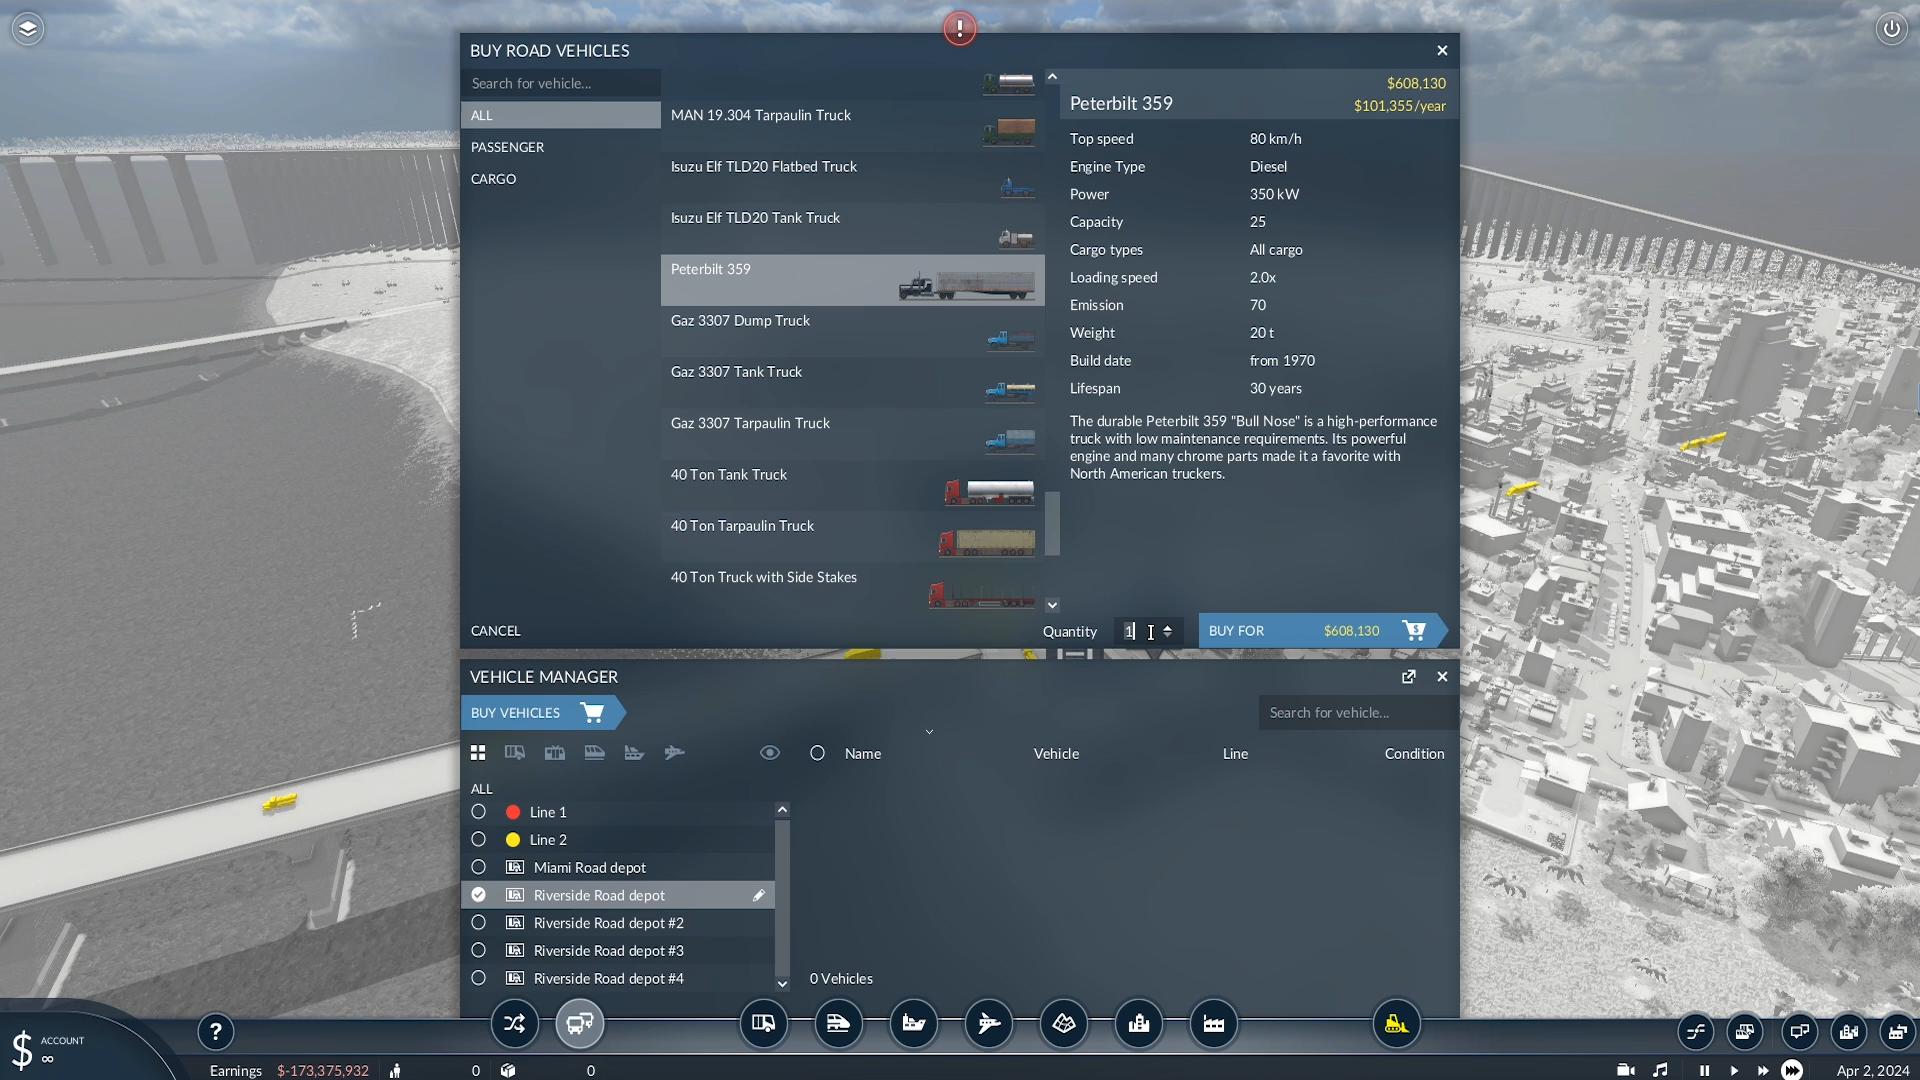 BUY ROAD VEHICLES
Search for vehicle...
ALL
PASSENGER
CARGO
MAN 19.304 Tarpaulin Truck
Isuzu Elf TLD20 Flatbed Truck
Isuzu Elf TLD20 Tank Truck
Peterbilt 359
Gaz 3307 Dump Truck
Gaz 3307 Tank Truck
Gaz 3307 Tarpaulin Truck
40 Ton Tank Truck
40 Ton Tarpaulin Truck
40 Ton Truck with Side Stakes
$608,130
Peterbilt 359
$101,355/year
Top speed 80 km/h
Engine Type Diesel
Power 350 kW
Capacity 25
Cargo types All cargo
Loading speed 2.0x
Emission 70
Weight 20 t
Build date from 1970
Lifespan 30 years
The durable Peterbilt 359 "Bull Nose" is a high-performance
truck with low maintenance requirements. Its powerful
engine and many chrome parts made it a favorite with
North American truckers.
CANCEL
Quantity 1
BUY FOR $608,130
VEHICLE MANAGER
BUY VEHICLES
Search for vehicle...
Name Vehicle Line Condition
ALL
Line 1
Line 2
Miami Road depot
Riverside Road depot
Riverside Road depot #2
Riverside Road depot #3
Riverside Road depot #4
0 Vehicles
?
$ ACCOUNT
∞
Earnings $-173,375,932 0 0
Apr 2, 2024